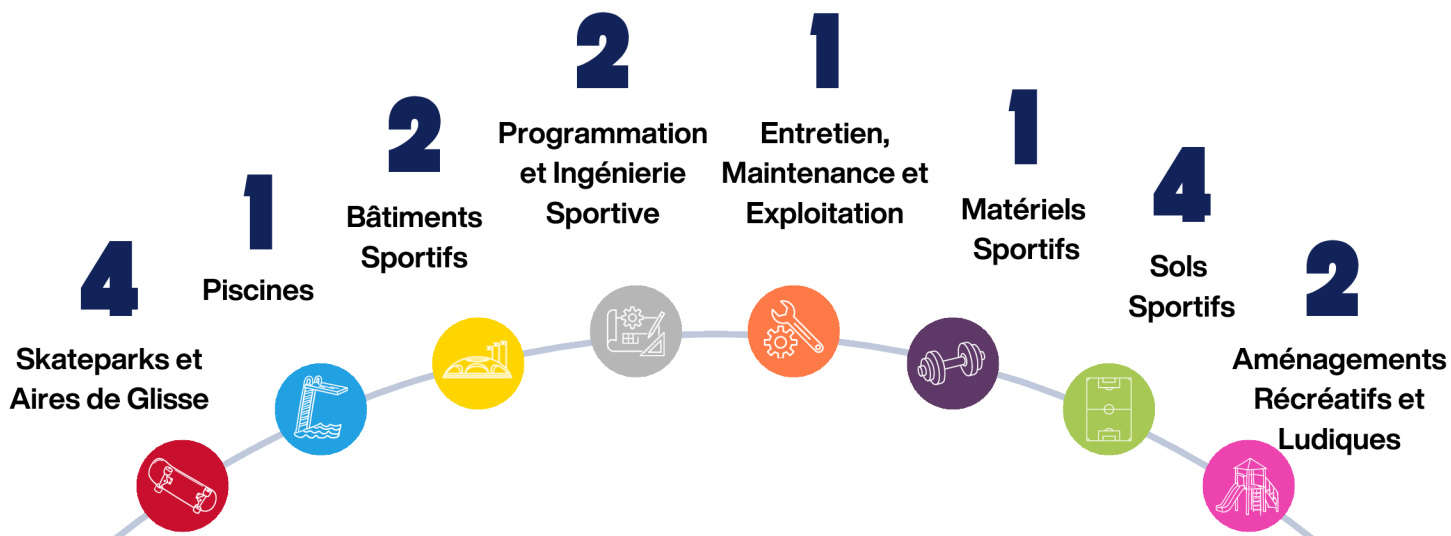 4
Skateparks et
Aires de Glisse
1
Piscines
2
Bâtiments
Sportifs
2
Programmation
et Ingénierie
Sportive
1
Entretien,
Maintenance et
Exploitation
1
Matériels
Sportifs
4
Sols
Sportifs
2
Aménagements
Récréatifs et
Ludiques